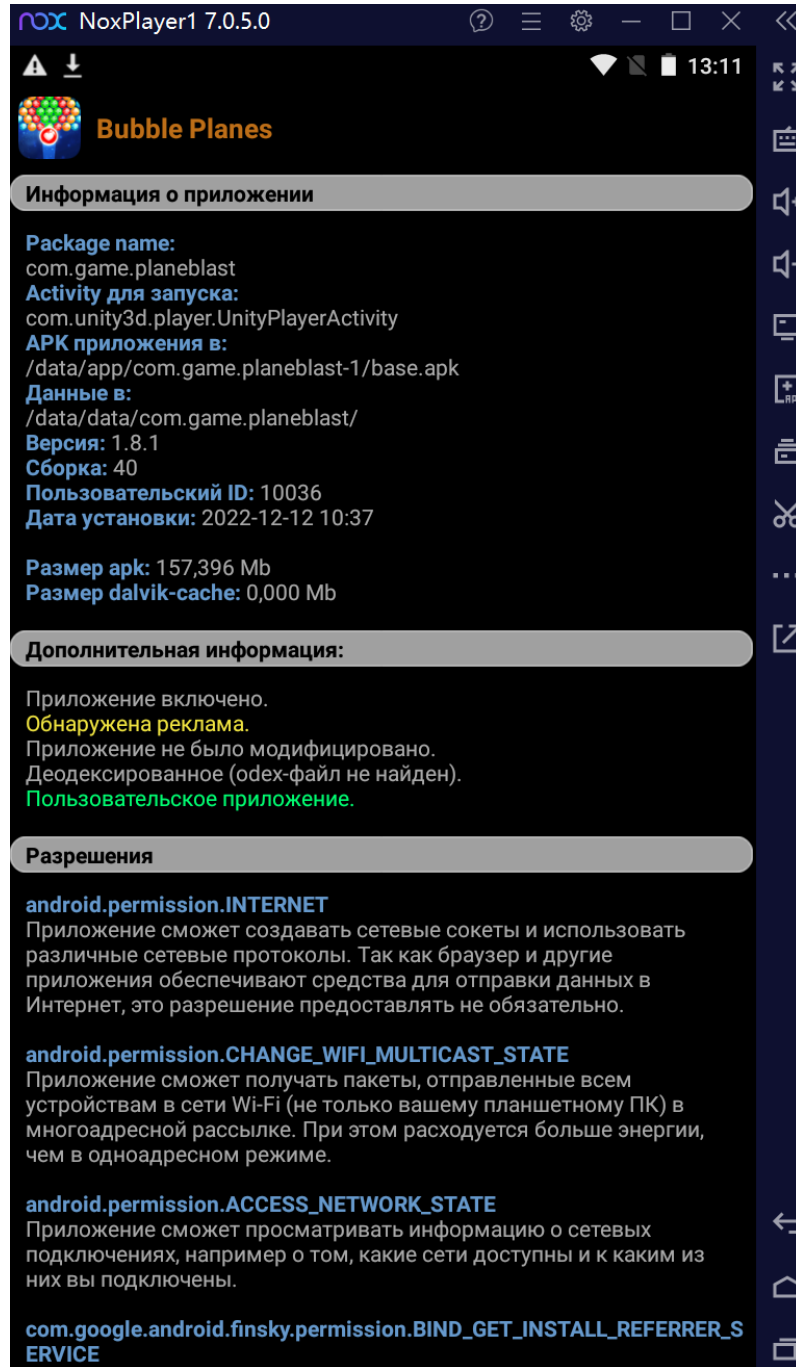 nox NoxPlayer1 7.0.5.0
13:11
Bubble Planes
Информация о приложении
Package name:
com.game.planeblast
Activity для запуска:
com.unity3d.player.UnityPlayerActivity
APK приложения в:
/data/app/com.game.planeblast-1/base.apk
Данные в:
/data/data/com.game.planeblast/
Версия: 1.8.1
Сборка: 40
Пользовательский ID: 10036
Дата установки: 2022-12-12 10:37
Размер apk: 157,396 Mb
Размер dalvik-cache: 0,000 Mb
Дополнительная информация:
Приложение включено.
Обнаружена реклама.
Приложение не было модифицировано.
Деодексированное (odex-файл не найден).
Пользовательское приложение.
Разрешения
android.permission.INTERNET
Приложение сможет создавать сетевые сокеты и использовать
различные сетевые протоколы. Так как браузер и другие
приложения обеспечивают средства для отправки данных в
Интернет, это разрешение предоставлять не обязательно.
android.permission.CHANGE_WIFI_MULTICAST_STATE
Приложение сможет получать пакеты, отправленные всем
устройствам в сети Wi-Fi (не только вашему планшетному ПК) в
многоадресной рассылке. При этом расходуется больше энергии,
чем в одноадресном режиме.
android.permission.ACCESS_NETWORK_STATE
Приложение сможет просматривать информацию о сетевых
подключениях, например о том, какие сети доступны и к каким из
них вы подключены.
com.google.android.finsky.permission.BIND_GET_INSTALL_REFERRER_S
ERVICE